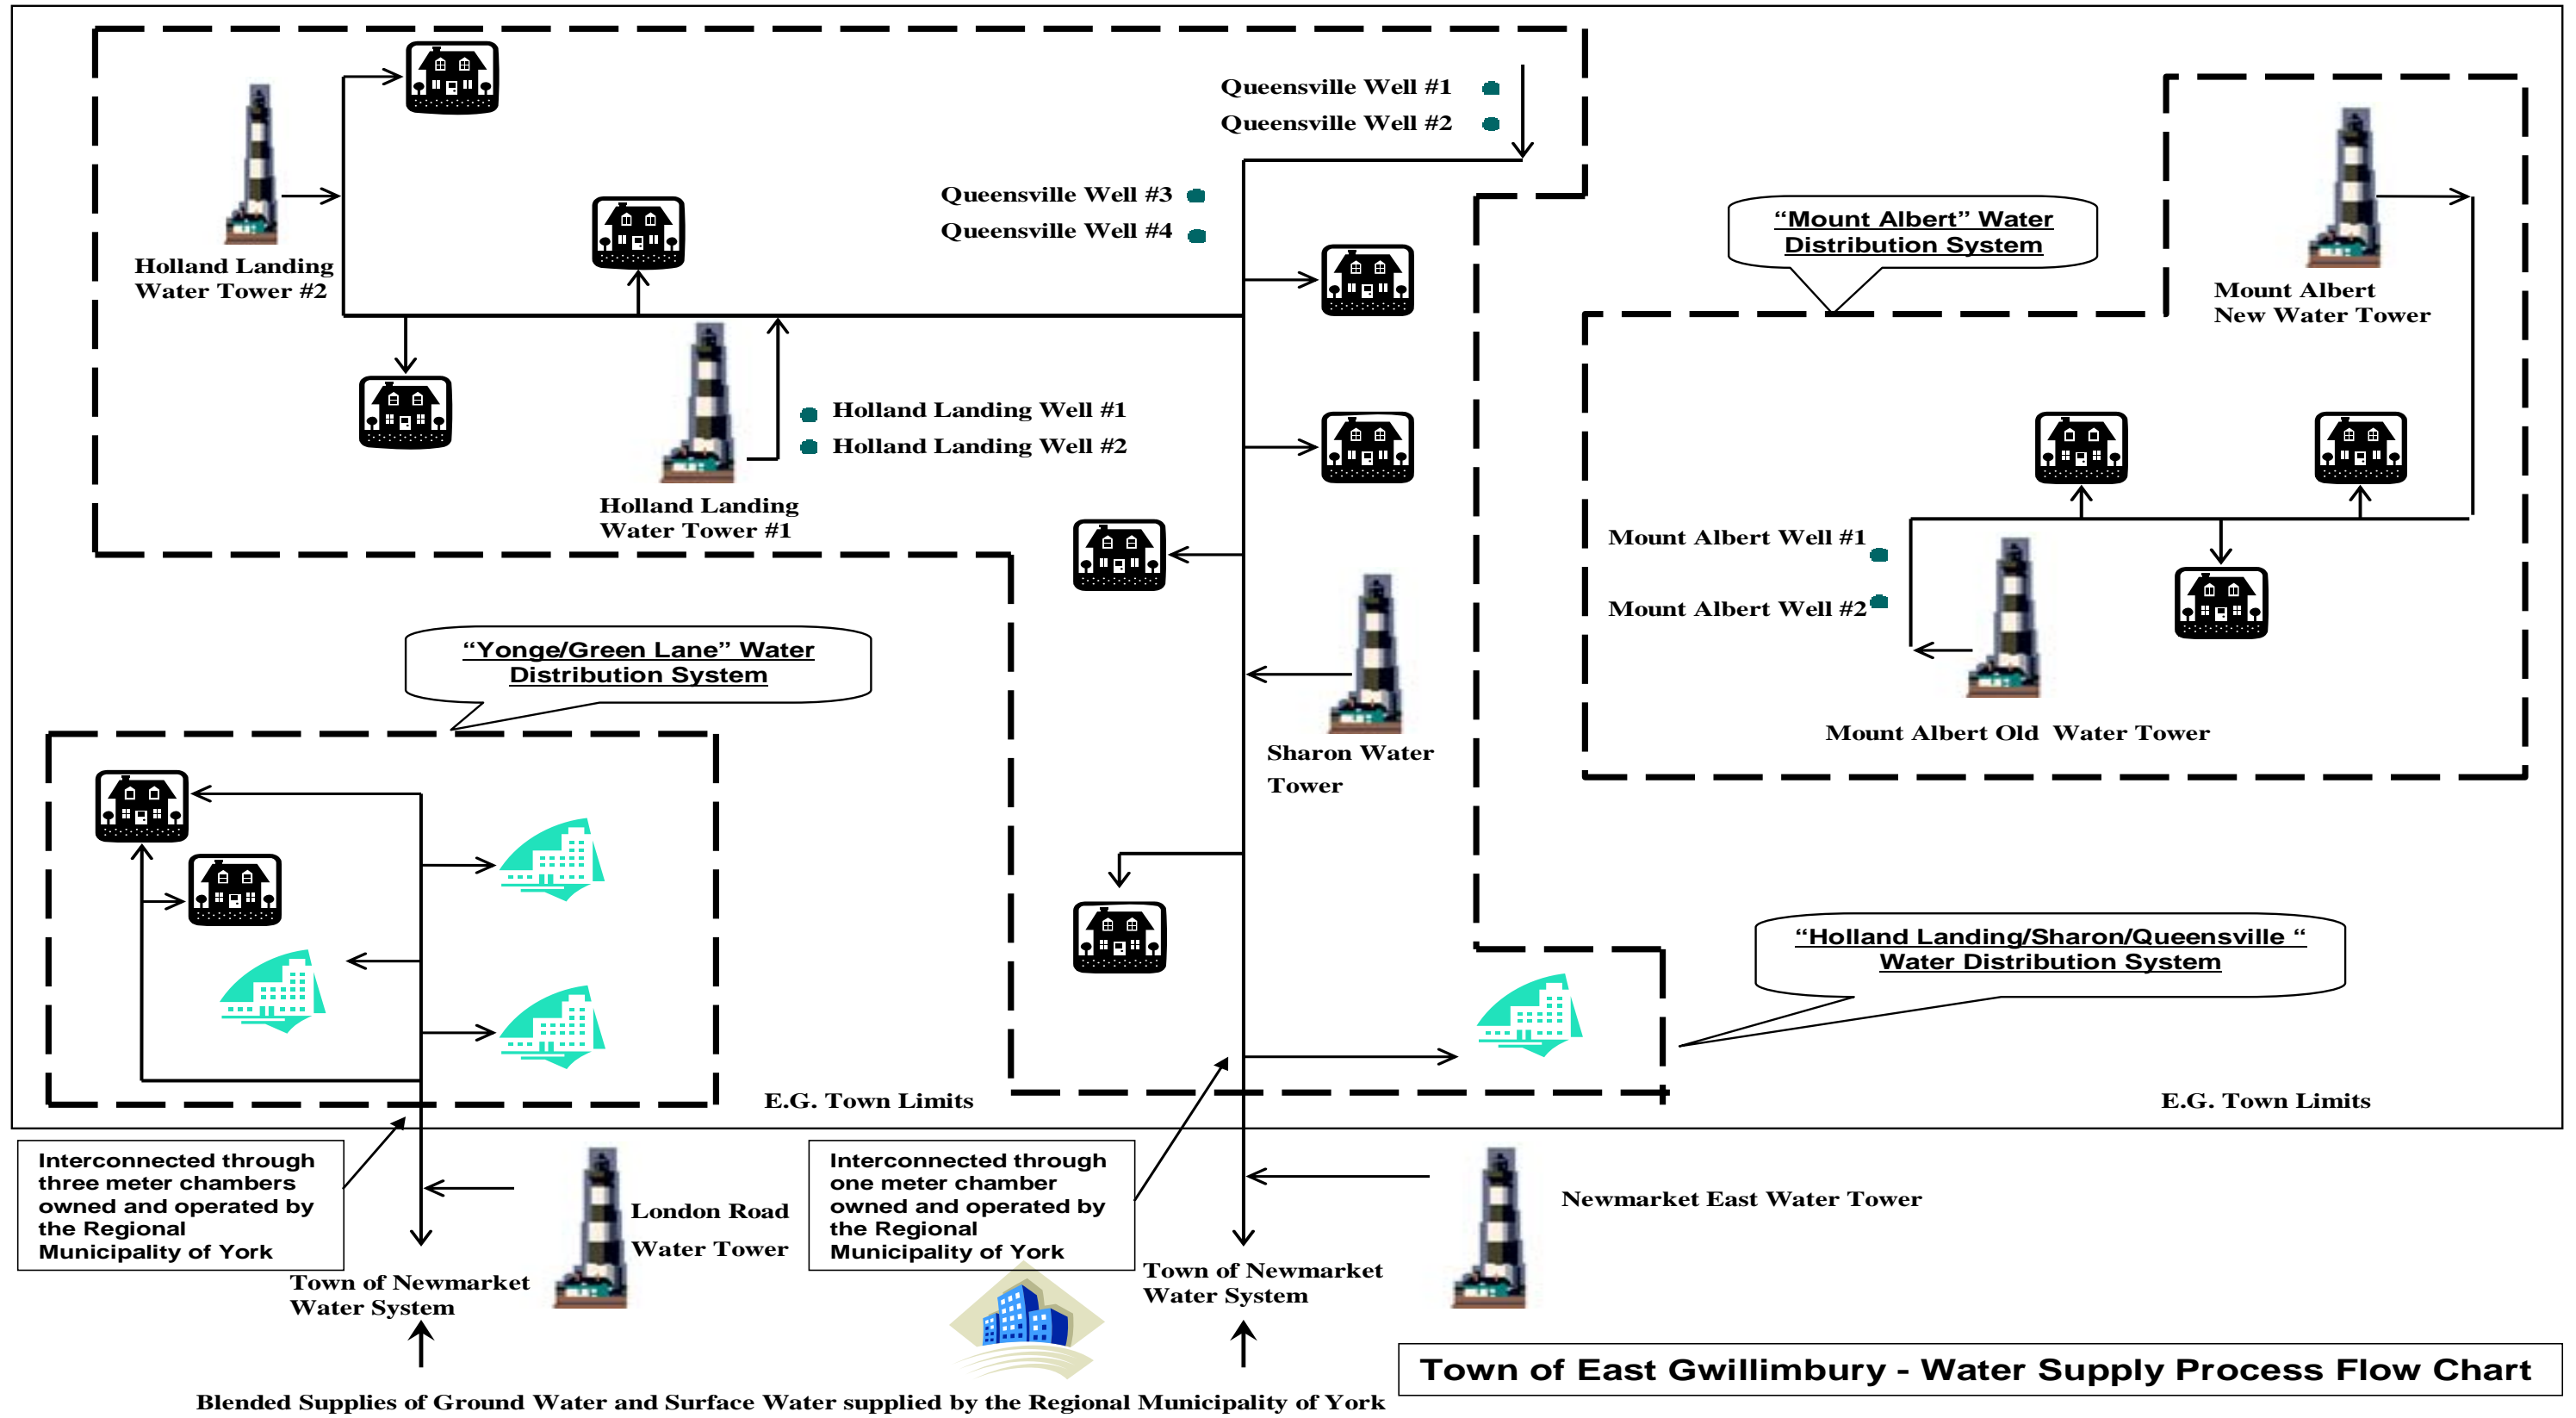 Queensville Well #1
Queensville Well #2
Queensville Well #3
Queensville Well #4
“Mount Albert” Water
Distribution System
Holland Landing
Water Tower #2
Mount Albert
New Water Tower
Holland Landing Well #1
Holland Landing Well #2
Holland Landing
Water Tower #1
Mount Albert Well #1
Mount Albert Well #2
“Yonge/Green Lane” Water
Distribution System
Sharon Water
Tower
Mount Albert Old Water Tower
“Holland Landing/Sharon/Queensville “
Water Distribution System
E.G. Town Limits
E.G. Town Limits
Interconnected through
three meter chambers
owned and operated by
the Regional
Municipality of York
London Road
Water Tower
Interconnected through
one meter chamber
owned and operated by
the Regional
Municipality of York
Newmarket East Water Tower
Town of Newmarket
Water System
Town of Newmarket
Water System
Town of East Gwillimbury - Water Supply Process Flow Chart
Blended Supplies of Ground Water and Surface Water supplied by the Regional Municipality of York